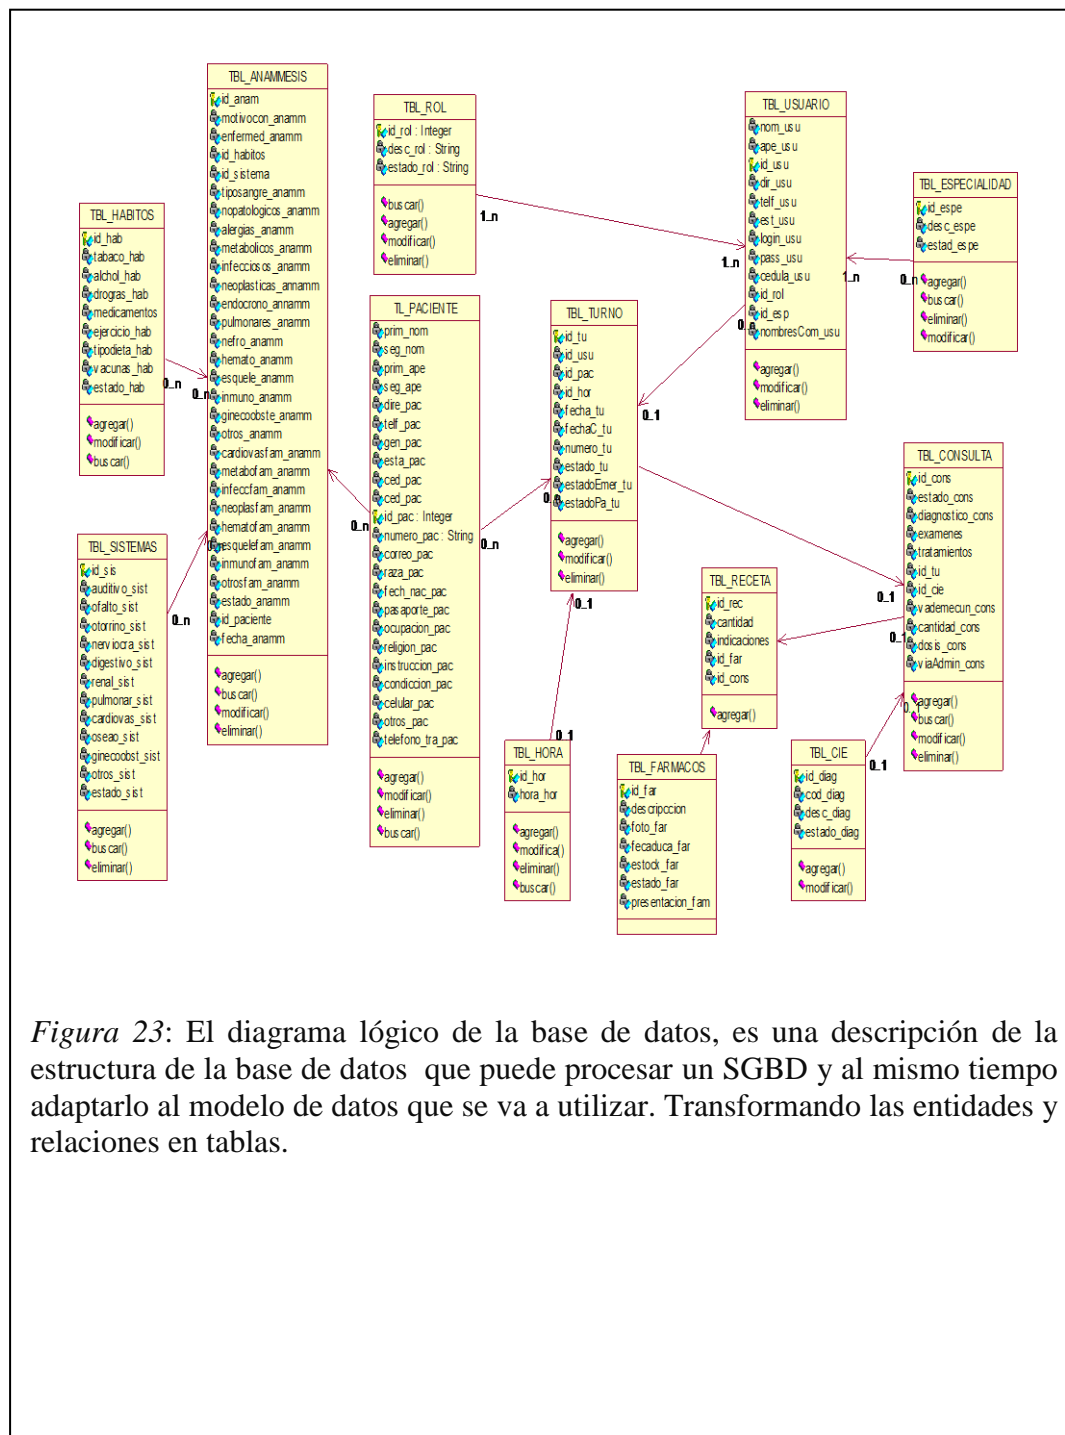 TBL_ANAMMESIS
id_anam
motivocon_anamm
enfermed_anamm
id_habitos
id_sistema
tiposangre_anamm
nopatologicos_anamm
alergias_anamm
metabolicos_anamm
infecciosos_anamm
neoplasticas_annamm
endocrono_anamm
pulmonares_anamm
nefro_anamm
hemato_anamm
esquele_anamm
inmuno_anamm
ginecoobste_anamm
otros_anamm
cardiovasfam_anamm
metabofam_anamm
infeccfam_anamm
neoplasfam_anamm
hematofam_anamm
esquelefam_anamm
inmunofam_anamm
otrosfam_anamm
estado_anamm
id_paciente
fecha_anamm
agregar()
buscar()
modificar()
eliminar()
TBL_ROL
id_rol : Integer
desc_rol : String
estado_rol : String
buscar()
agregar()
modificar()
eliminar()
1..n
1..n
TBL_USUARIO
nom_usu
ape_usu
id_usu
dir_usu
telf_usu
est_usu
login_usu
pass_usu
cedula_usu
id_rol
id_esp
nombresCom_usu
agregar()
modificar()
eliminar()
TBL_ESPECIALIDAD
id_espe
desc_espe
estad_espe
agregar()
buscar()
eliminar()
modificar()
1..n
0..n
TBL_HABITOS
id_hab
tabaco_hab
alchol_hab
drogras_hab
medicamentos
ejercicio_hab
tipodieta_hab
vacunas_hab
estado_hab
agregar()
modificar()
buscar()
0..n
0..n
TBL_SISTEMAS
id_sis
auditivo_sist
ofalto_sist
otorrino_sist
nerviocra_sist
digestivo_sist
renal_sist
pulmonar_sist
cardiovas_sist
oseao_sist
ginecoobst_sist
otros_sist
estado_sist
agregar()
buscar()
eliminar()
0..n
TL_PACIENTE
prim_nom
seg_nom
prim_ape
seg_ape
dire_pac
telf_pac
gen_pac
esta_pac
ced_pac
ced_pac
id_pac : Integer
numero_pac : String
correo_pac
raza_pac
fech_nac_pac
pasaporte_pac
ocupacion_pac
religion_pac
instruccion_pac
condiccion_pac
celular_pac
otros_pac
telefono_tra_pac
agregar()
modificar()
eliminar()
buscar()
0..n
0..n
TBL_TURNO
id_tu
id_usu
id_pac
id_hor
fecha_tu
fechaC_tu
numero_tu
estado_tu
estadoEmer_tu
estadoPa_tu
agregar()
modificar()
eliminar()
0..1
0..1
TBL_CONSULTA
id_cons
estado_cons
diagnostico_cons
examenes
tratamientos
id_tu
id_cie
vademecun_cons
cantidad_cons
dosis_cons
viaAdmin_cons
agregar()
buscar()
modificar()
eliminar()
0..1
0..1
0..1
TBL_RECETA
id_rec
cantidad
indicaciones
id_far
id_cons
agregar()
TBL_HORA
id_hor
hora_hor
agregar()
modifica()
eliminar()
buscar()
0..1
TBL_FARMACOS
id_far
descripccion
foto_far
fecaduca_far
estock_far
estado_far
presentacion_fam
TBL_CIE
id_diag
cod_diag
desc_diag
estado_diag
agregar()
modificar()
0..1
Figura 23: El diagrama lógico de la base de datos, es una descripción de la
estructura de la base de datos que puede procesar un SGBD y al mismo tiempo
adaptarlo al modelo de datos que se va a utilizar. Transformando las entidades y
relaciones en tablas.